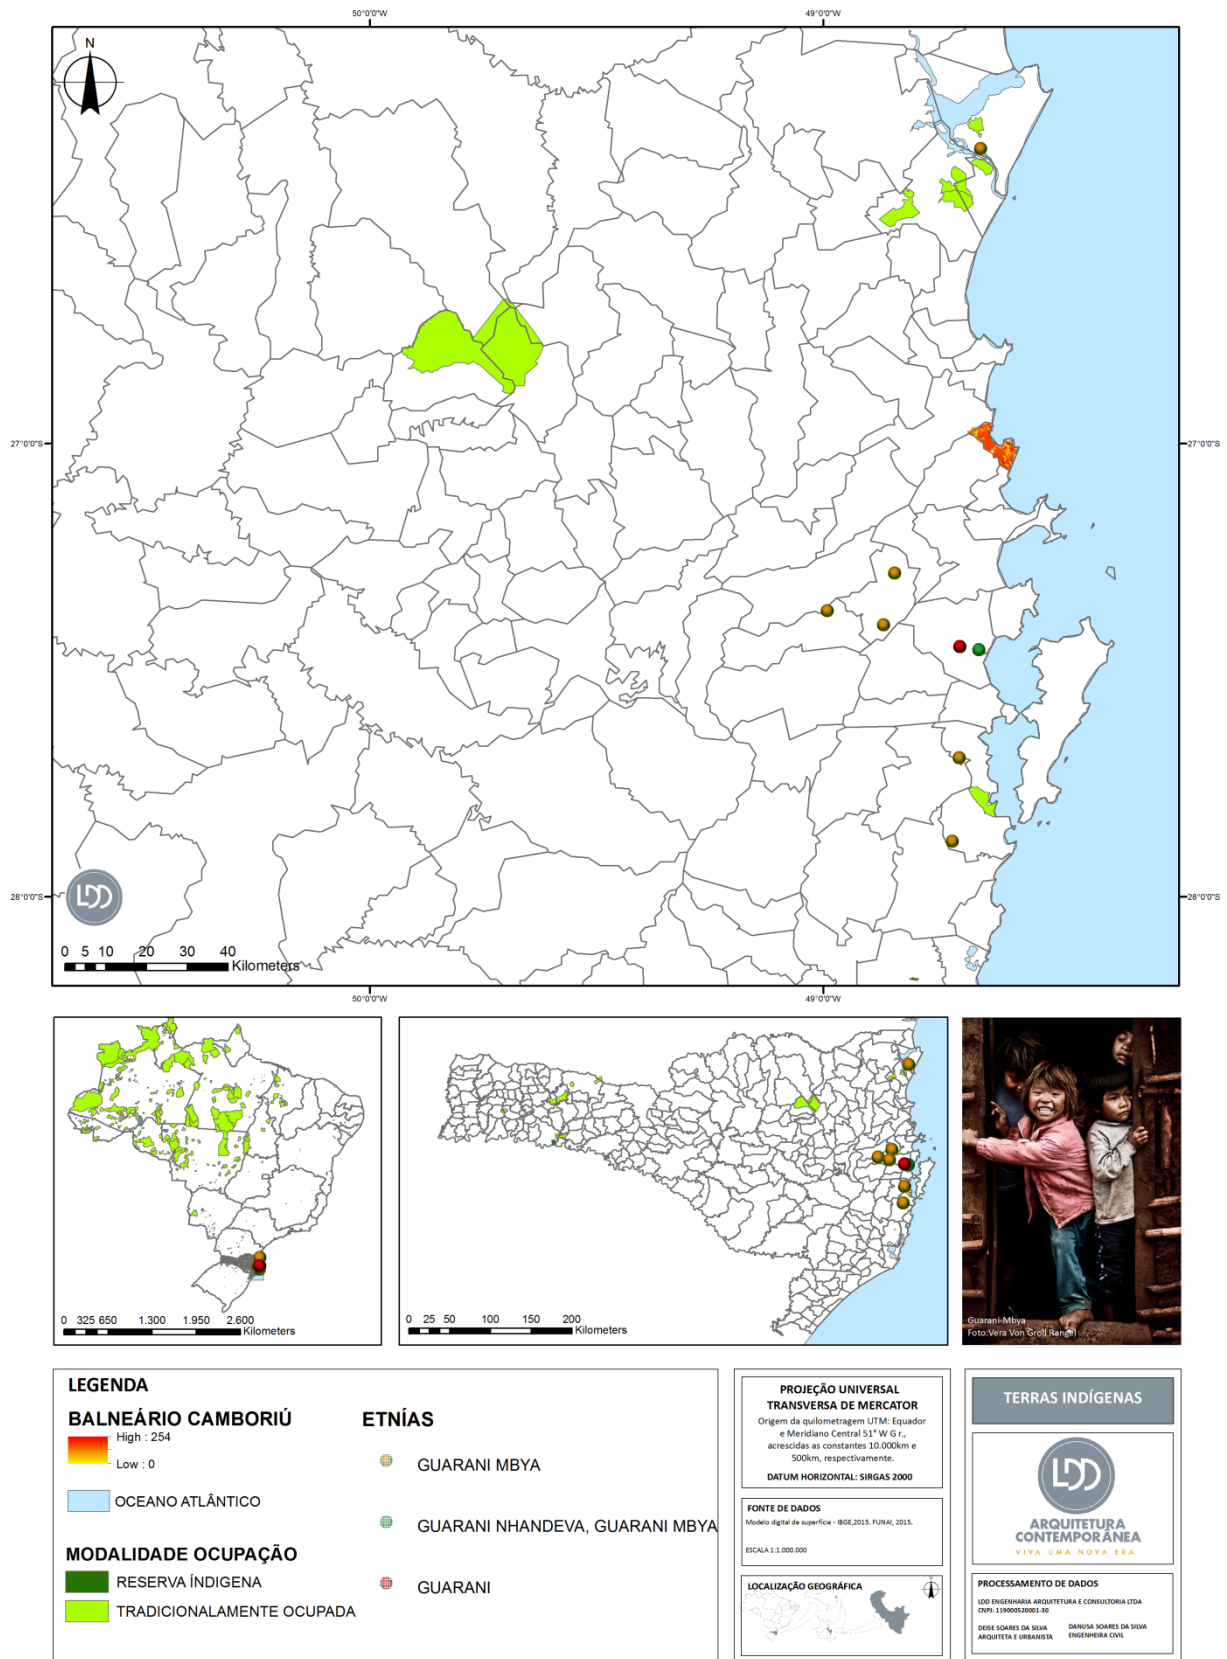 50°0'0"W
49°0'0"W
N
27°0'0"S
27°0'0"S
28°0'0"S
28°0'0"S
LDD
0 5 10 20 30 40
Kilometers
50°0'0"W
49°0'0"W
0 325 650 1.300 1.950 2.600
Kilometers
0 25 50 100 150 200
Kilometers
Guarani-Mbya
Foto:Vera Von Groll Rangel
LEGENDA
BALNEÁRIO CAMBORIÚ
High : 254
Low : 0
OCEANO ATLÂNTICO
MODALIDADE OCUPAÇÃO
RESERVA ÍNDIGENA
TRADICIONALAMENTE OCUPADA
ETNÍAS
GUARANI MBYA
GUARANI NHANDEVA, GUARANI MBYA
GUARANI
PROJEÇÃO UNIVERSAL
TRANSVERSA DE MERCATOR
Origem da quilometragem UTM: Equador
e Meridiano Central 51° W G r.,
acrescidas as constantes 10.000km e
500km, respectivamente.
DATUM HORIZONTAL: SIRGAS 2000
FONTE DE DADOS
Modelo digital de superfície - IBGE,2015. FUNAI, 2015.
ESCALA 1:1.000.000
LOCALIZAÇÃO GEOGRÁFICA
TERRAS INDÍGENAS
LDD
ARQUITETURA
CONTEMPORÂNEA
VIVA UMA NOVA ERA
PROCESSAMENTO DE DADOS
LDD ENGENHARIA ARQUITETURA E CONSULTORIA LTDA
CNPJ: 119000520001-30
DEISE SOARES DA SILVA
ARQUITETA E URBANISTA
DANUSA SOARES DA SILVA
ENGENHEIRA CIVIL